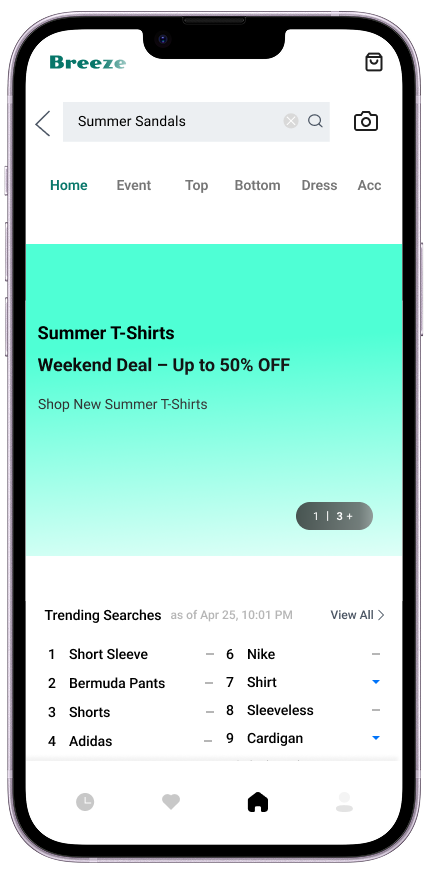 Breeze
Summer Sandals
Home Event Top Bottom Dress Acc
Summer T-Shirts
Weekend Deal – Up to 50% OFF
Shop New Summer T-Shirts
1 | 3 +
Trending Searches as of Apr 25, 10:01 PM View All
1 Short Sleeve
2 Bermuda Pants
3 Shorts
4 Adidas
6 Nike
7 Shirt
8 Sleeveless
9 Cardigan